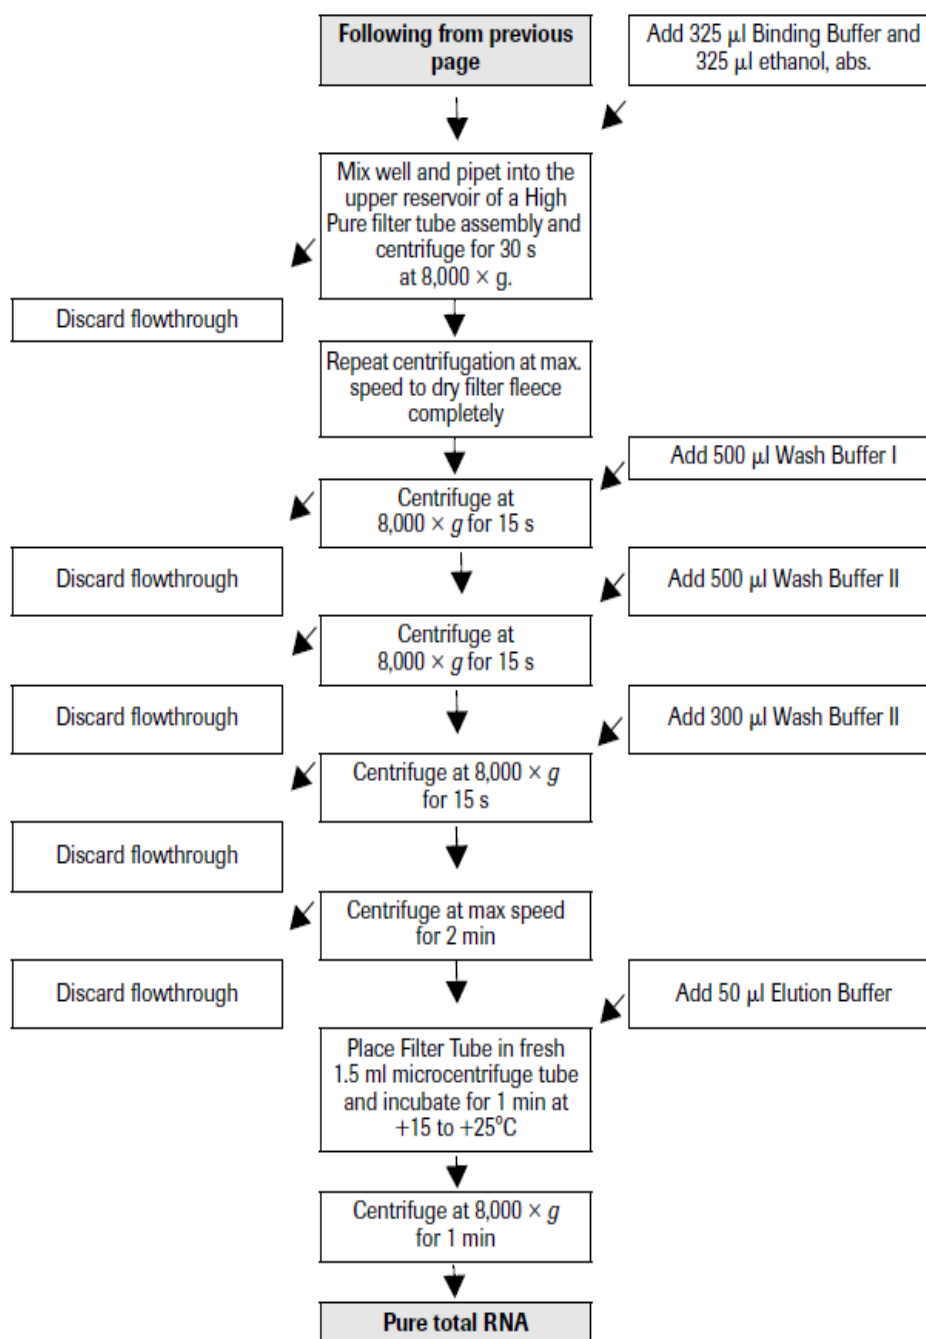 Following from previous
page
Add 325 µl Binding Buffer and
325 µl ethanol, abs.
Mix well and pipet into the
upper reservoir of a High
Pure filter tube assembly and
centrifuge for 30 s
at 8,000 × g.
Discard flowthrough
Repeat centrifugation at max.
speed to dry filter fleece
completely
Add 500 µl Wash Buffer I
Centrifuge at
8,000 × g for 15 s
Discard flowthrough
Add 500 µl Wash Buffer II
Centrifuge at
8,000 × g for 15 s
Discard flowthrough
Add 300 µl Wash Buffer II
Centrifuge at 8,000 × g
for 15 s
Discard flowthrough
Centrifuge at max speed
for 2 min
Discard flowthrough
Add 50 µl Elution Buffer
Place Filter Tube in fresh
1.5 ml microcentrifuge tube
and incubate for 1 min at
+15 to +25°C
Centrifuge at 8,000 × g
for 1 min
Pure total RNA